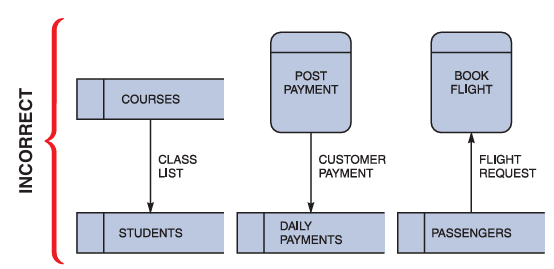 INCORRECT
COURSES
CLASS
LIST
STUDENTS
POST
PAYMENT
CUSTOMER
PAYMENT
DAILY
PAYMENTS
BOOK
FLIGHT
FLIGHT
REQUEST
PASSENGERS